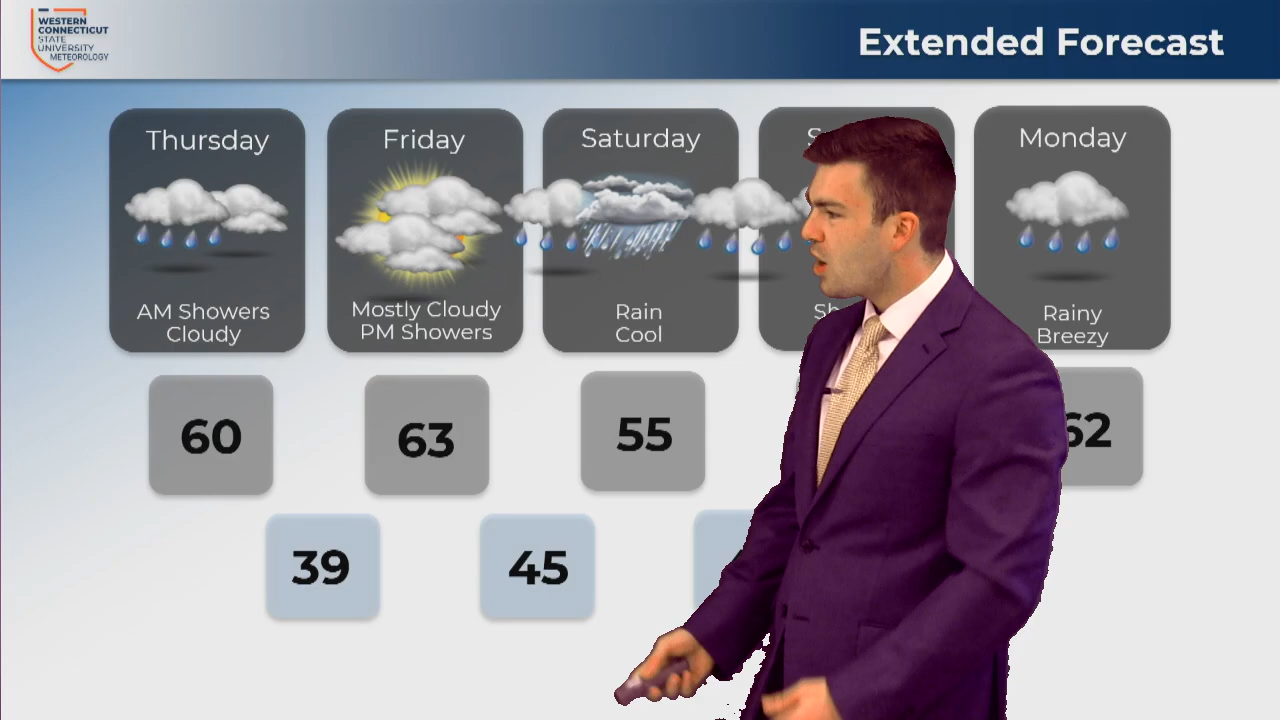 WESTERN
CONNECTICUT
STATE
UNIVERSITY
METEOROLOGY
Extended Forecast
Thursday
Friday
Saturday
Monday
AM Showers
Cloudy
Mostly Cloudy
PM Showers
Rain
Cool
Rainy
Breezy
60
63
55
62
39
45